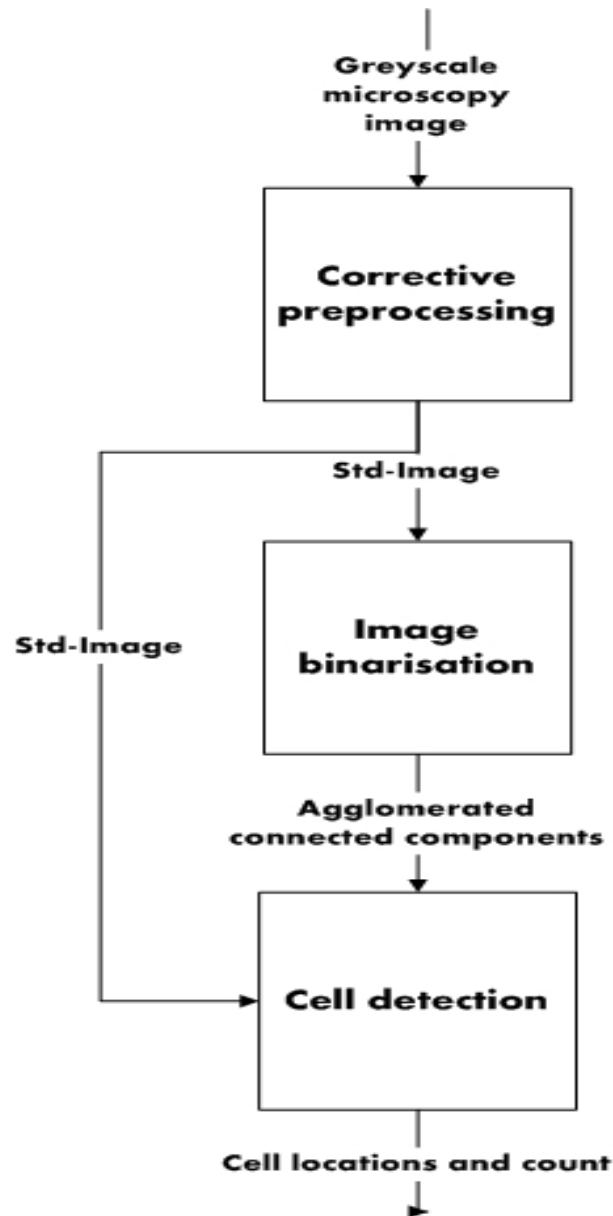 Greyscale
microscopy
image
Corrective
preprocessing
Std-Image
Std-Image
Image
binarisation
Agglomerated
connected components
Cell detection
Cell locations and count